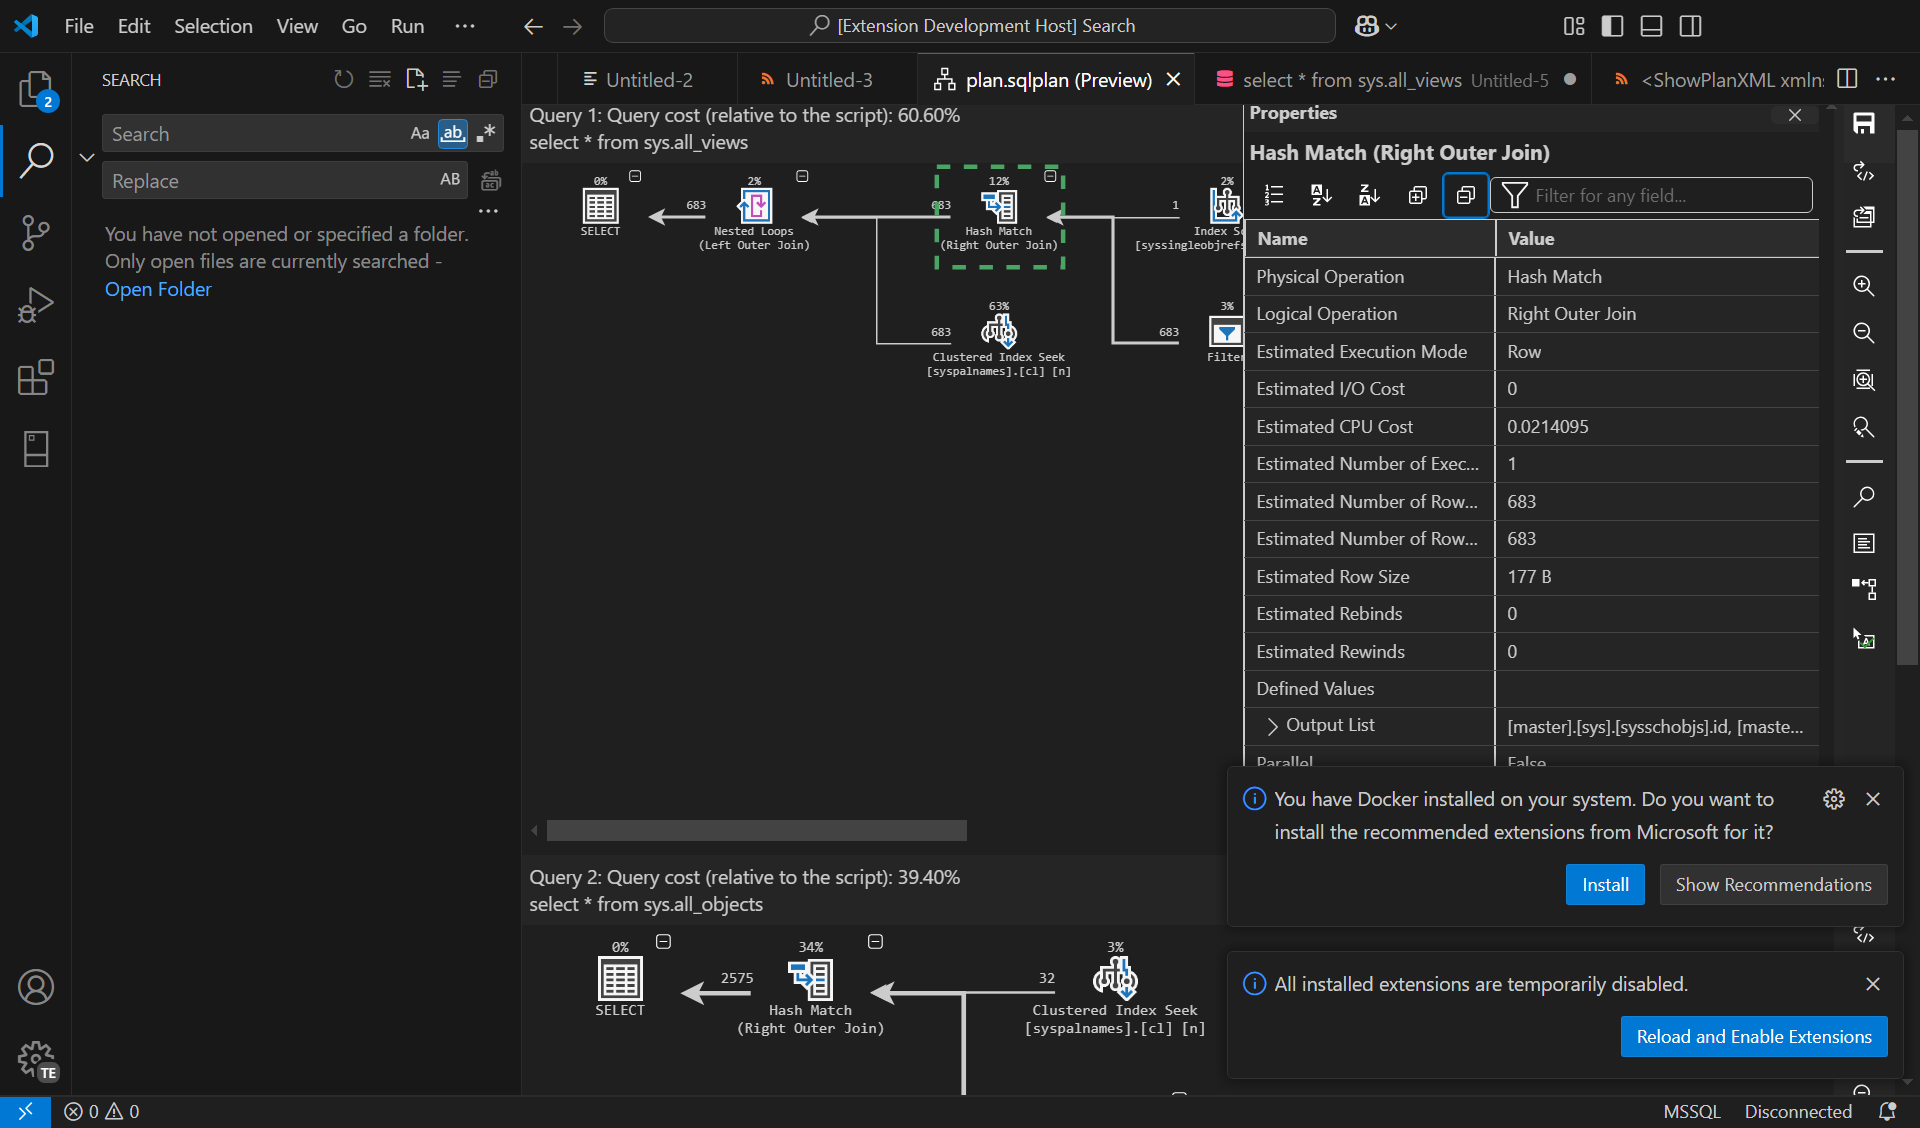 File Edit Selection View Go Run ···
[Extension Development Host] Search
SEARCH
2
Search Aa ab
Replace AB
You have not opened or specified a folder.
Only open files are currently searched -
Open Folder
Untitled-2
Untitled-3
plan.sqlplan (Preview)
select * from sys.all_views Untitled-5
<ShowPlanXML xmlns
Query 1: Query cost (relative to the script): 60.60%
select * from sys.all_views
0%
SELECT
683
2%
Nested Loops
(Left Outer Join)
683
12%
Hash Match
(Right Outer Join)
1
2%
Index Se
[syssingleobjrefs
683
63%
Clustered Index Seek
[syspalnames].[cl] [n]
683
3%
Filter
Properties
Hash Match (Right Outer Join)
Filter for any field...
Name Value
Physical Operation Hash Match
Logical Operation Right Outer Join
Estimated Execution Mode Row
Estimated I/O Cost 0
Estimated CPU Cost 0.0214095
Estimated Number of Exec... 1
Estimated Number of Row... 683
Estimated Number of Row... 683
Estimated Row Size 177 B
Estimated Rebinds 0
Estimated Rewinds 0
Defined Values
Output List [master].[sys].[sysschobjs].id, [maste...
Parallel False
You have Docker installed on your system. Do you want to
install the recommended extensions from Microsoft for it?
Install Show Recommendations
All installed extensions are temporarily disabled.
Reload and Enable Extensions
Query 2: Query cost (relative to the script): 39.40%
select * from sys.all_objects
0%
SELECT
2575
34%
Hash Match
(Right Outer Join)
32
3%
Clustered Index Seek
[syspalnames].[cl] [n]
TE
0 0
MSSQL Disconnected